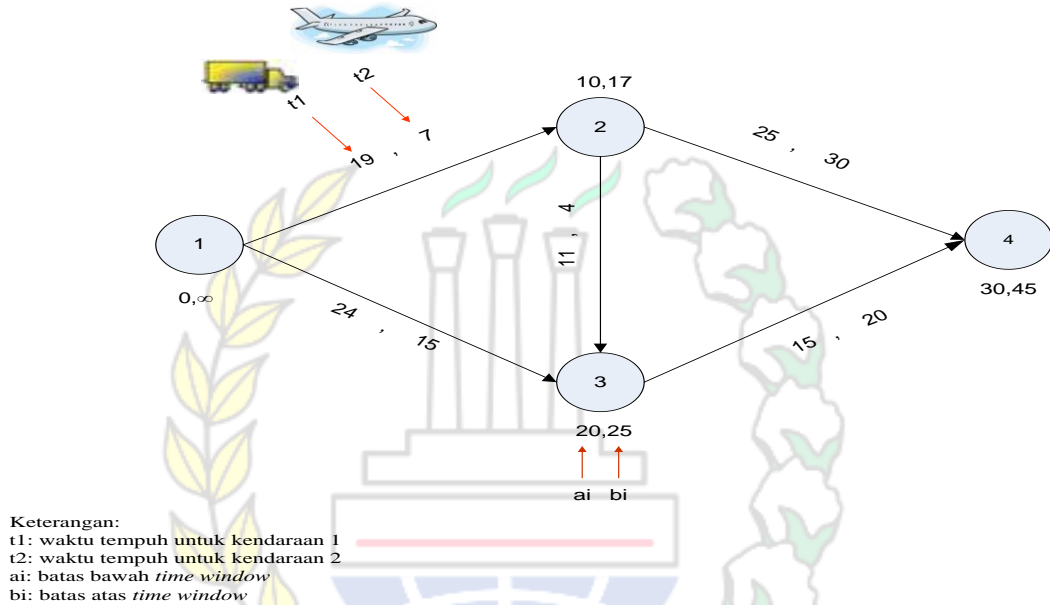 t1
t2
19 , 7
10,17
2
25 , 30
1
0,∞
11 , 4
4
30,45
24 , 15
3
15 , 20
20,25
ai bi
Keterangan:
t1: waktu tempuh untuk kendaraan 1
t2: waktu tempuh untuk kendaraan 2
ai: batas bawah time window
bi: batas atas time window